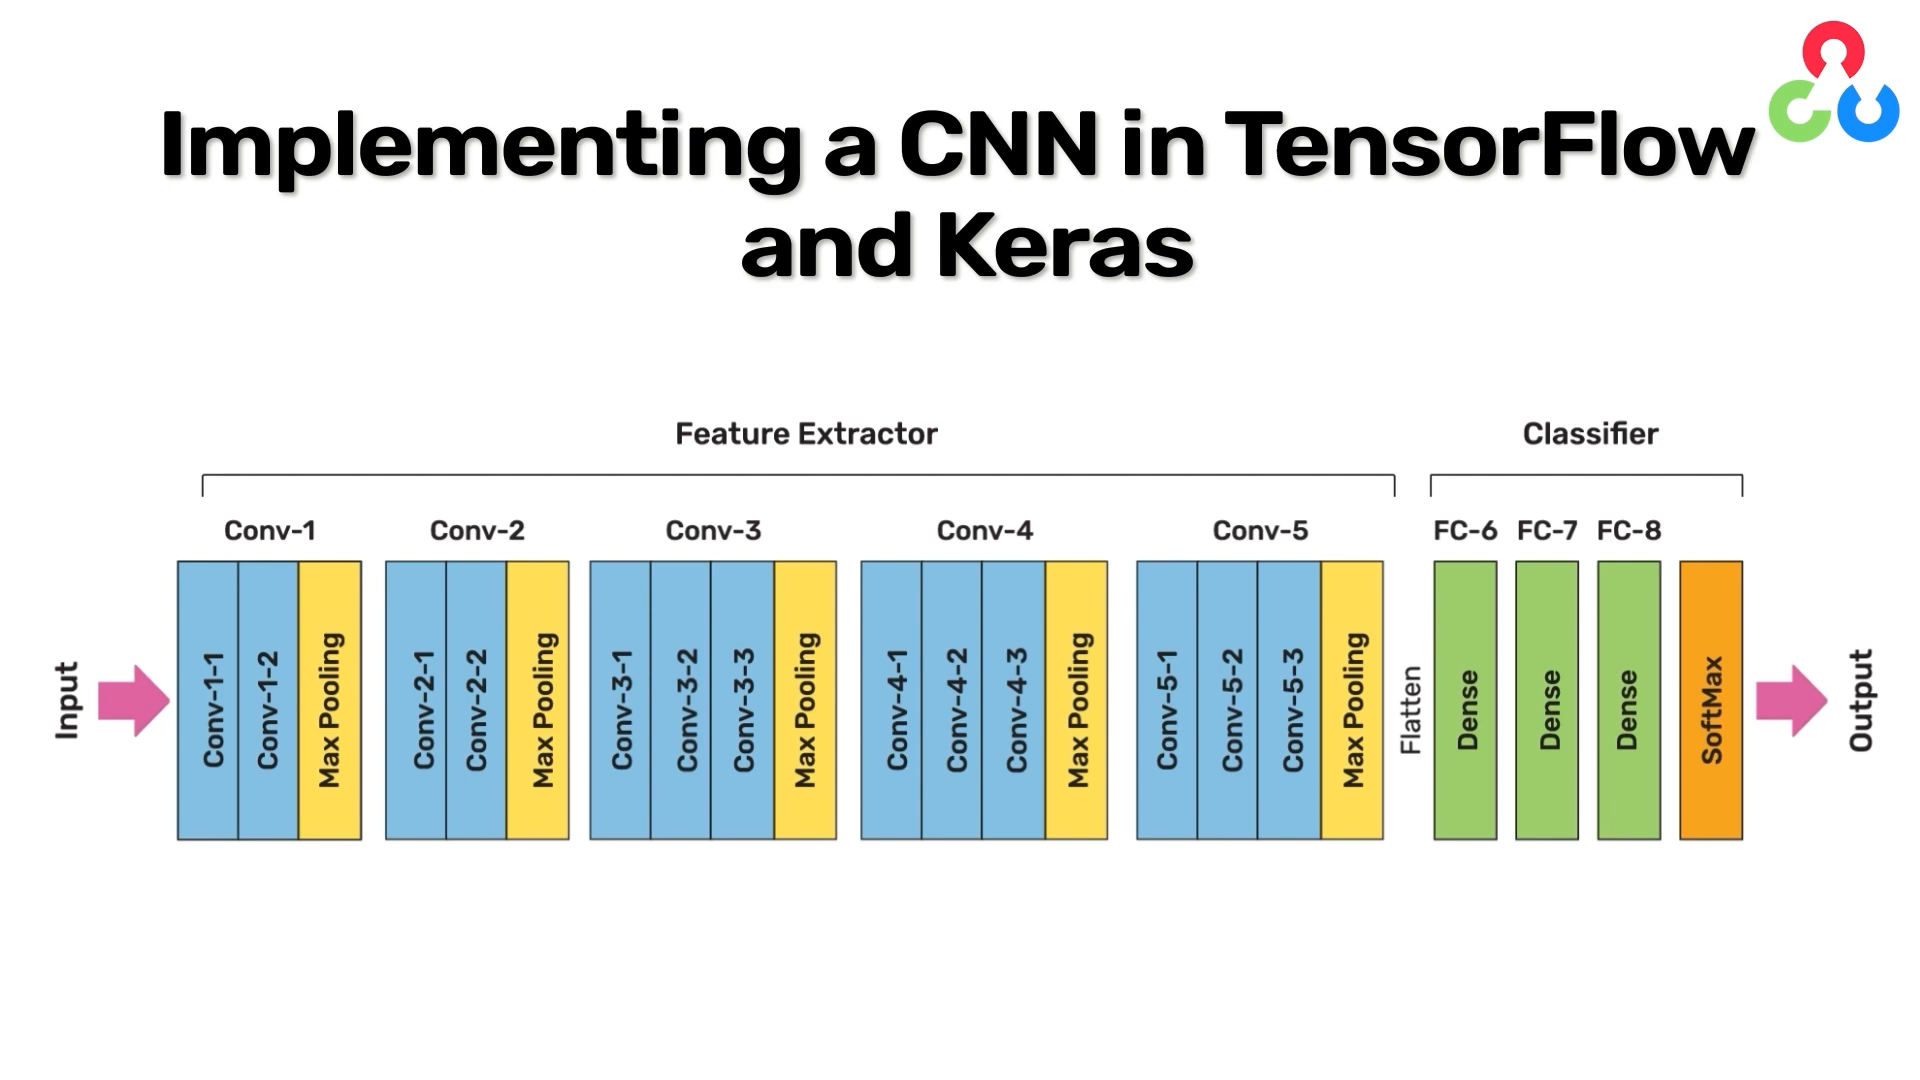 Implementing a CNN in TensorFlow
and Keras
Feature Extractor
Classifier
Conv-1
Conv-2
Conv-3
Conv-4
Conv-5
FC-6
FC-7
FC-8
Input
Conv-1-1
Conv-1-2
Max Pooling
Conv-2-1
Conv-2-2
Max Pooling
Conv-3-1
Conv-3-2
Conv-3-3
Max Pooling
Conv-4-1
Conv-4-2
Conv-4-3
Max Pooling
Conv-5-1
Conv-5-2
Conv-5-3
Max Pooling
Flatten
Dense
Dense
Dense
SoftMax
Output